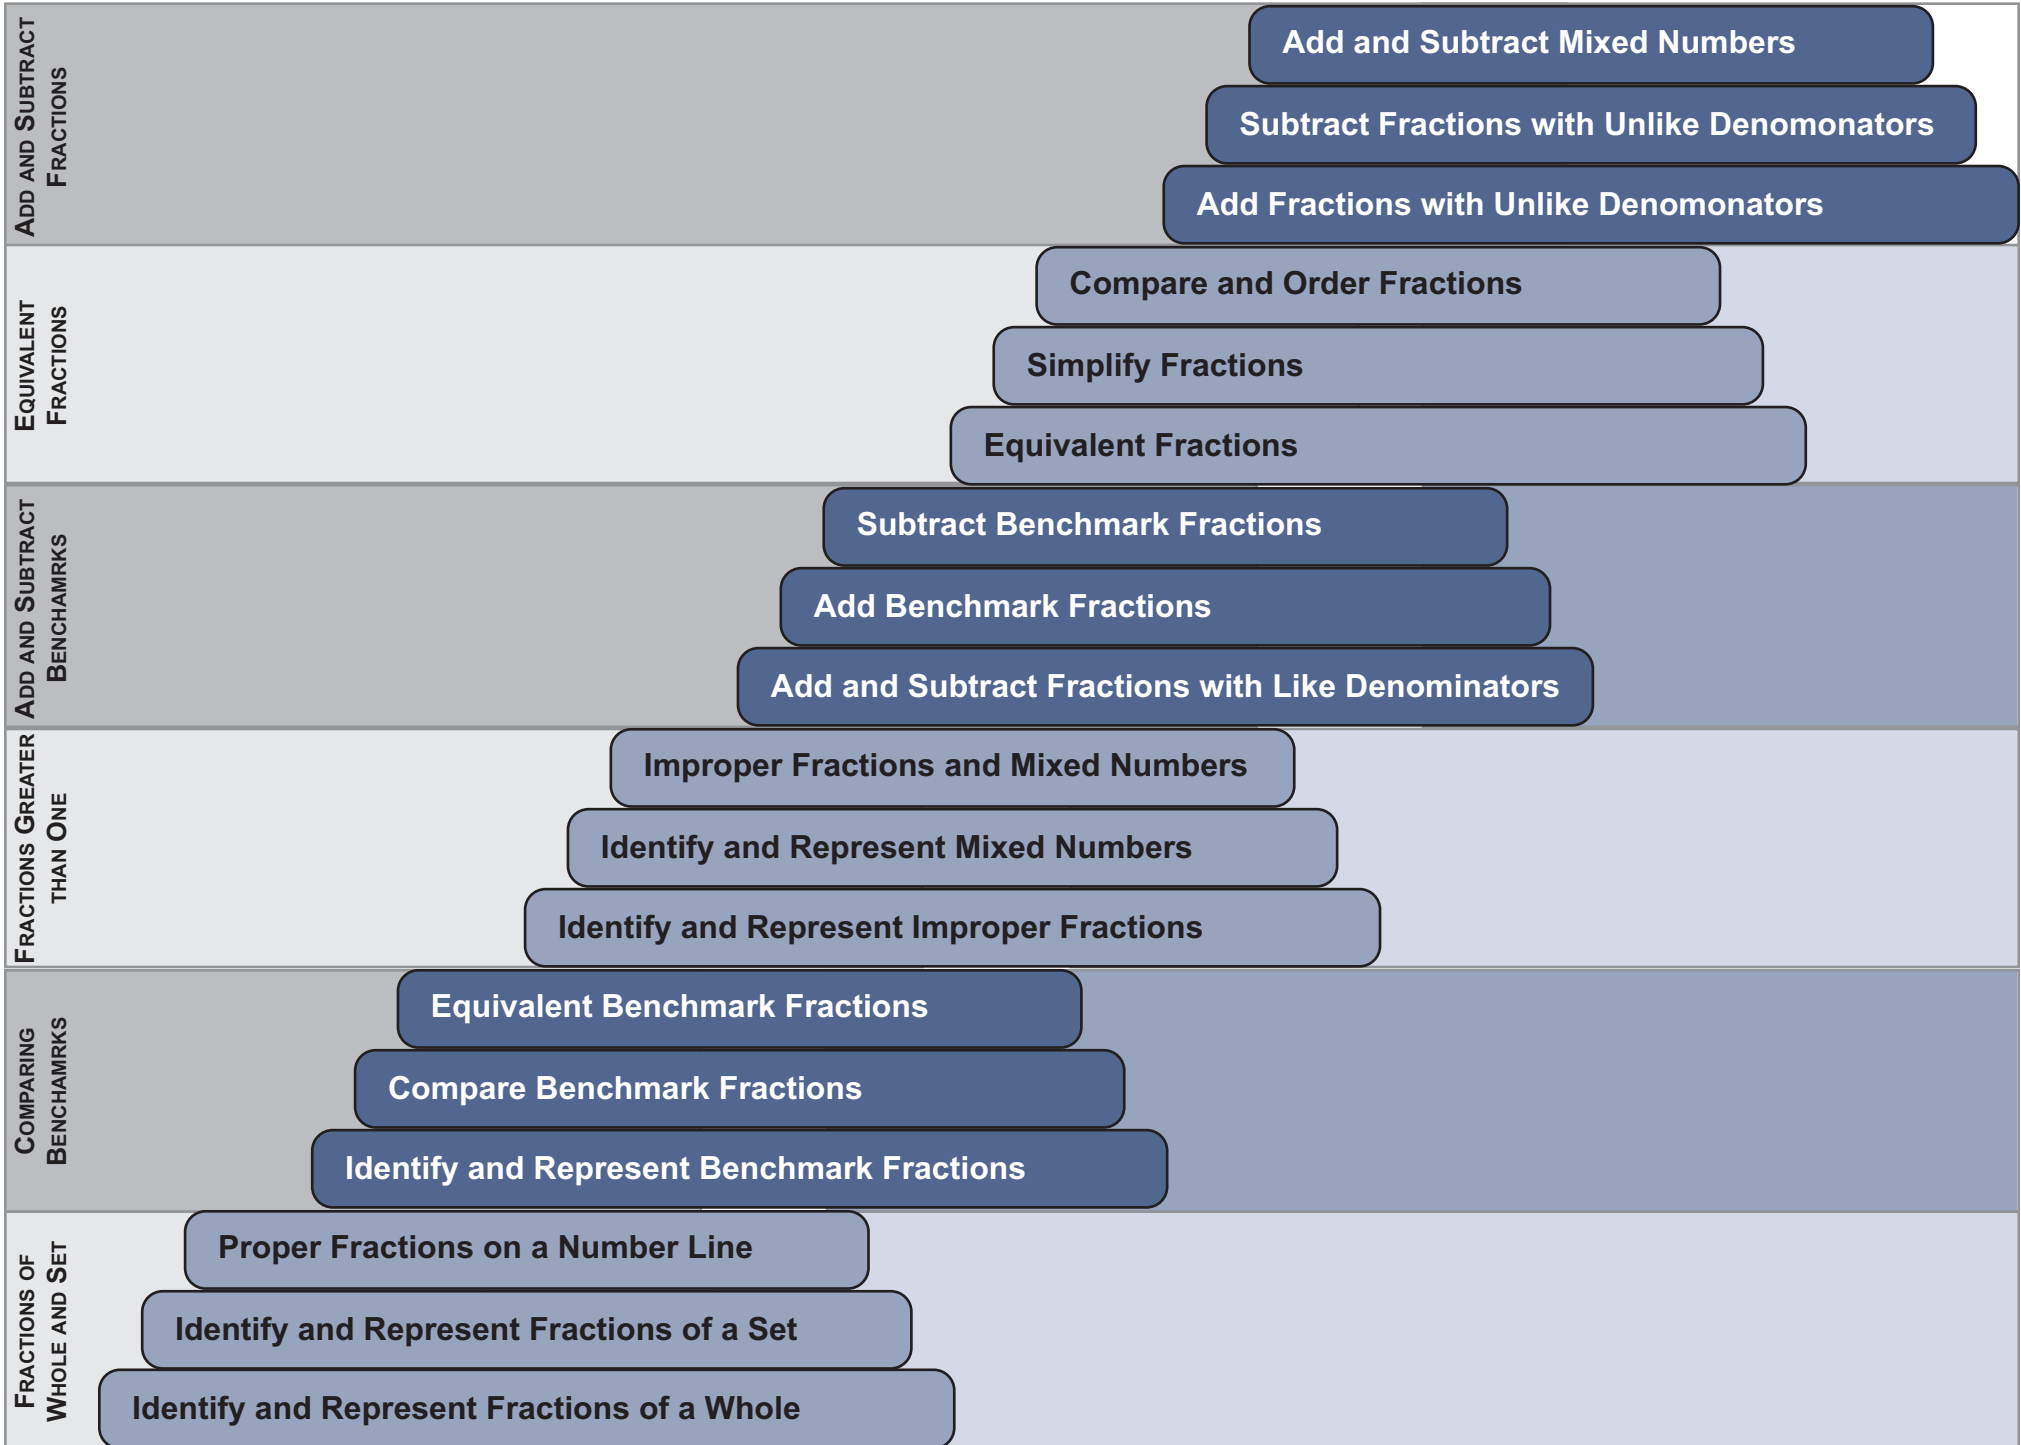 ADD AND SUBTRACT
FRACTIONS
Add and Subtract Mixed Numbers
Subtract Fractions with Unlike Denomonators
Add Fractions with Unlike Denomonators
EQUIVALENT
FRACTIONS
Compare and Order Fractions
Simplify Fractions
Equivalent Fractions
ADD AND SUBTRACT
BENCHAMRKS
Subtract Benchmark Fractions
Add Benchmark Fractions
Add and Subtract Fractions with Like Denominators
FRACTIONS GREATER
THAN ONE
Improper Fractions and Mixed Numbers
Identify and Represent Mixed Numbers
Identify and Represent Improper Fractions
COMPARING
BENCHAMRKS
Equivalent Benchmark Fractions
Compare Benchmark Fractions
Identify and Represent Benchmark Fractions
FRACTIONS OF
WHOLE AND SET
Proper Fractions on a Number Line
Identify and Represent Fractions of a Set
Identify and Represent Fractions of a Whole